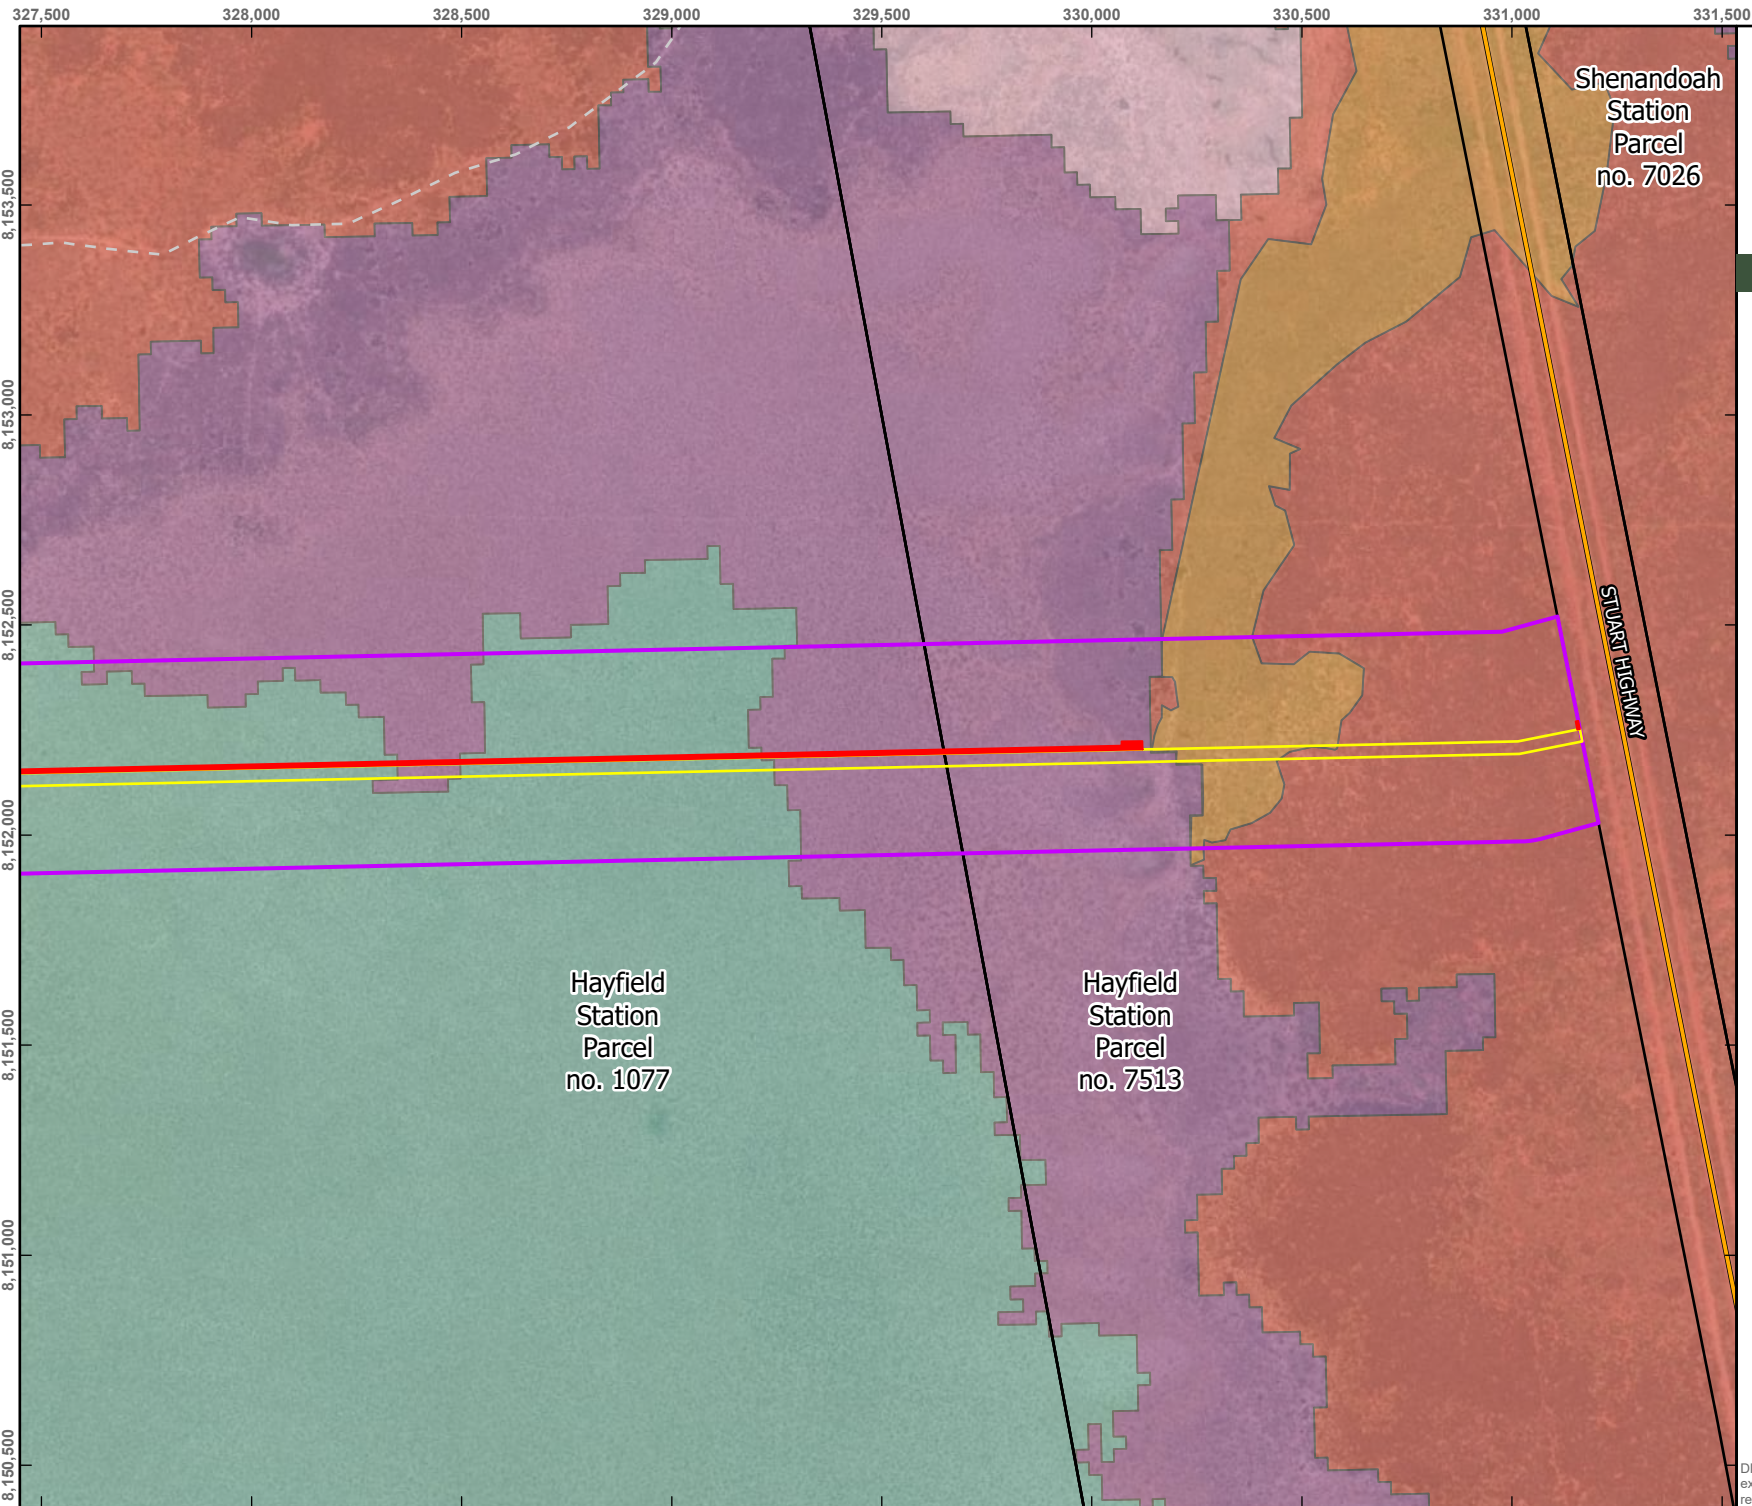 327,500 328,000 328,500 329,000 329,500 330,000 330,500 331,000 331,500
Shenandoah
Station
Parcel
no. 7026
8,153,500
8,153,000
8,152,500
STUART HIGHWAY
8,152,000
Hayfield
Station
Parcel
no. 1077
Hayfield
Station
Parcel
no. 7513
8,151,500
8,151,000
8,150,500
ex
re